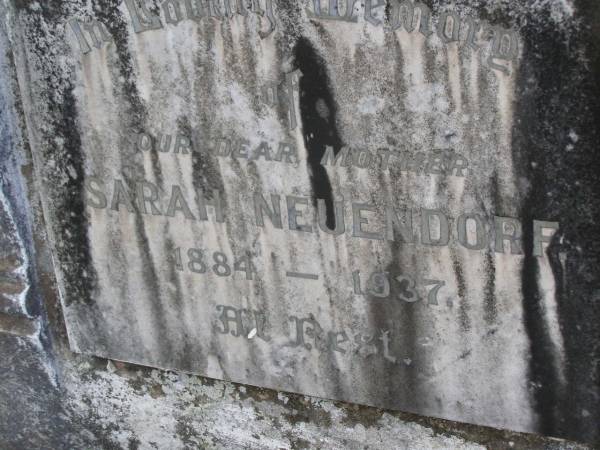 In Loving Memory
of
OUR DEAR MOTHER
SARAH NEUENDORF
1884 — 1937.
At Rest.